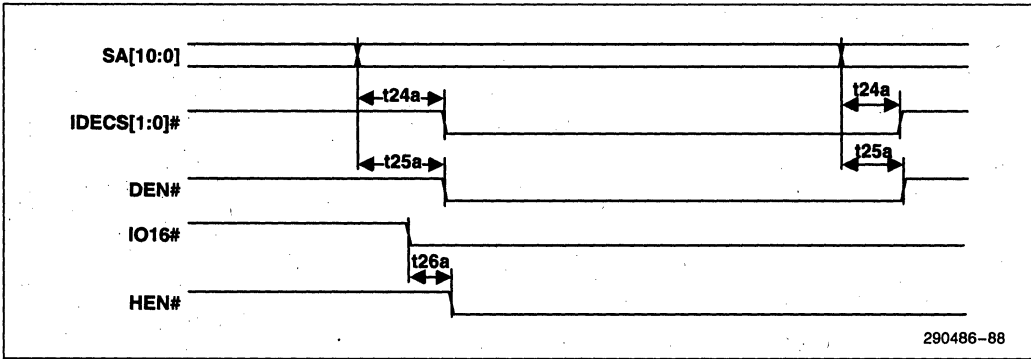 SA[10:0]
t24a
t24a
IDECS[1:0]#
t25a
t25a
DEN#
IO16#
t26a
HEN#
290486-88